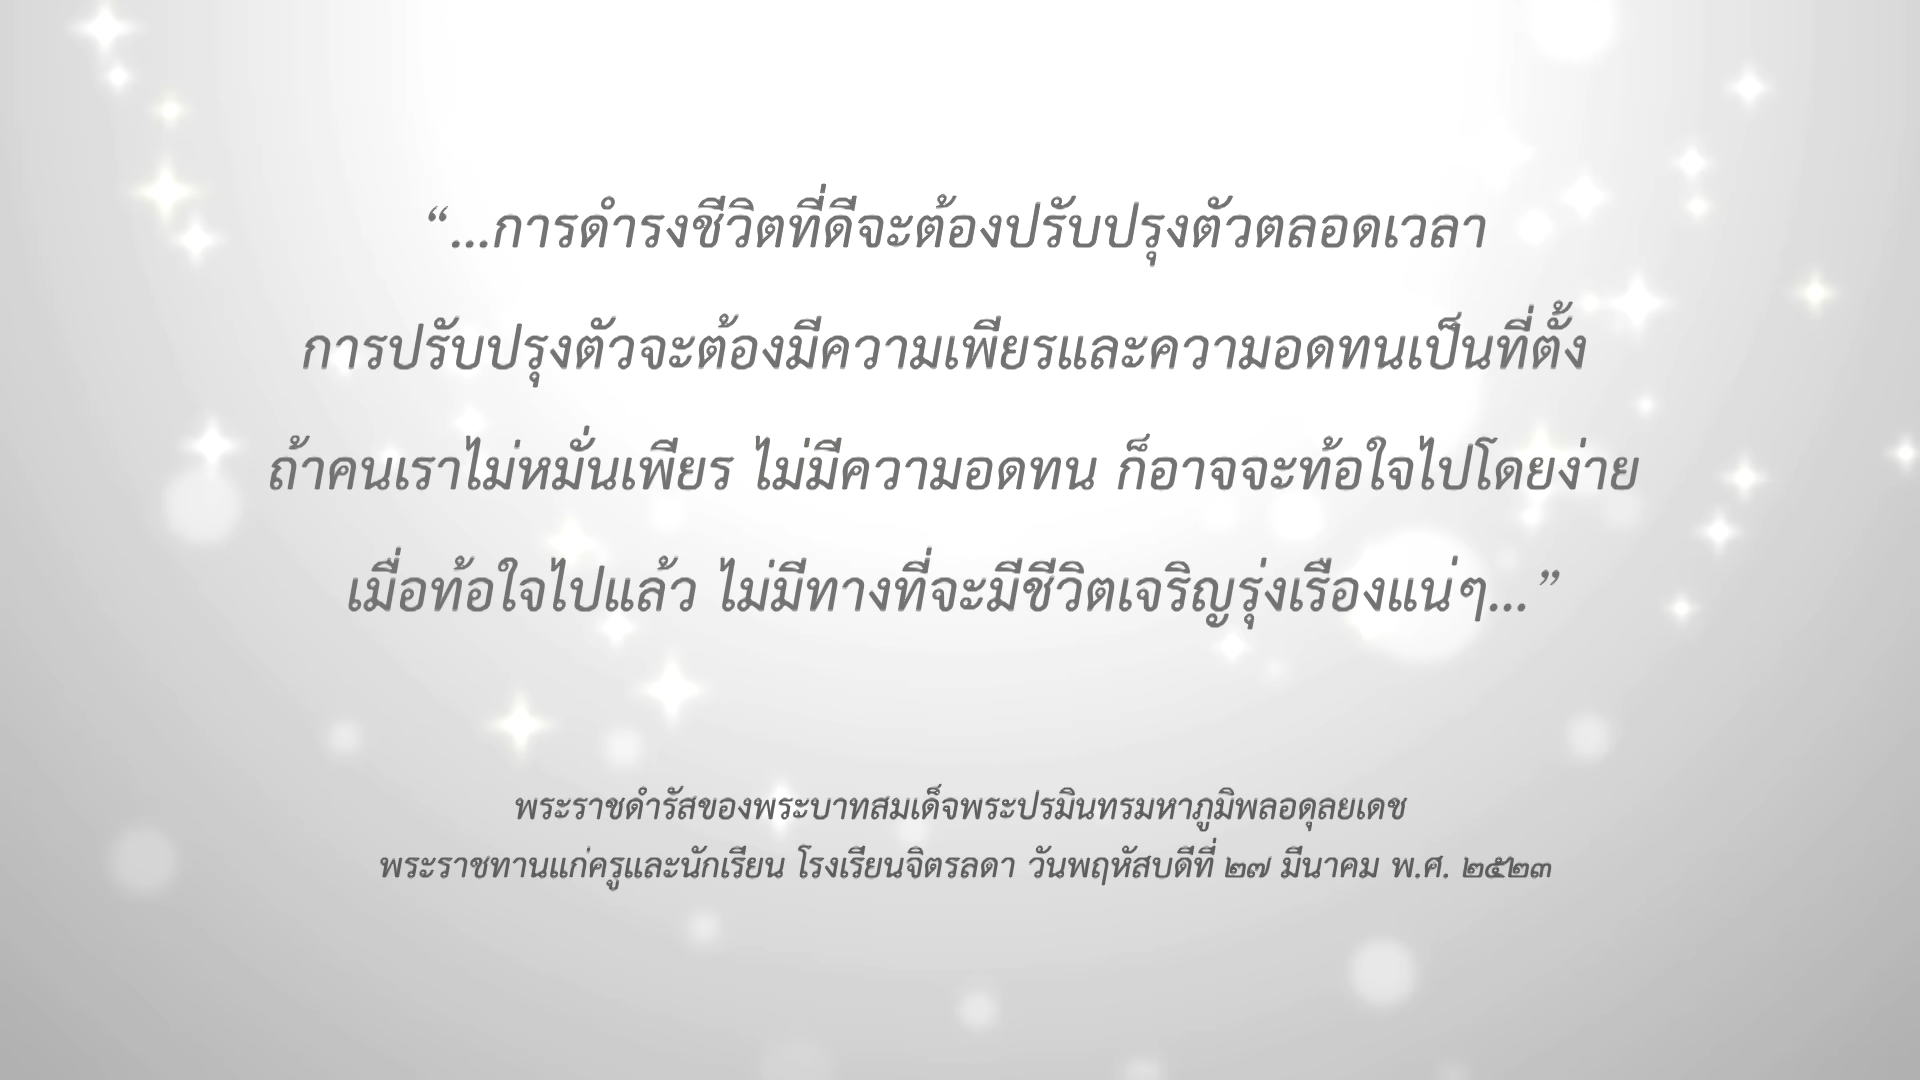 “...การดำรงชีวิตที่ดีจะต้องปรับปรุงตัวตลอดเวลา
การปรับปรุงตัวจะต้องมีความเพียรและความอดทนเป็นที่ตั้ง
ถ้าคนเราไม่หมั่นเพียร ไม่มีความอดทน ก็อาจจะท้อใจไปโดยง่าย
เมื่อท้อใจไปแล้ว ไม่มีทางที่จะมีชีวิตเจริญรุ่งเรืองแน่ๆ...”
พระราชดำรัสของพระบาทสมเด็จพระปรมินทรมหาภูมิพลอดุลยเดช
พระราชทานแก่ครูและนักเรียน โรงเรียนจิตรลดา วันพฤหัสบดีที่ ๒๗ มีนาคม พ.ศ. ๒๕๒๓